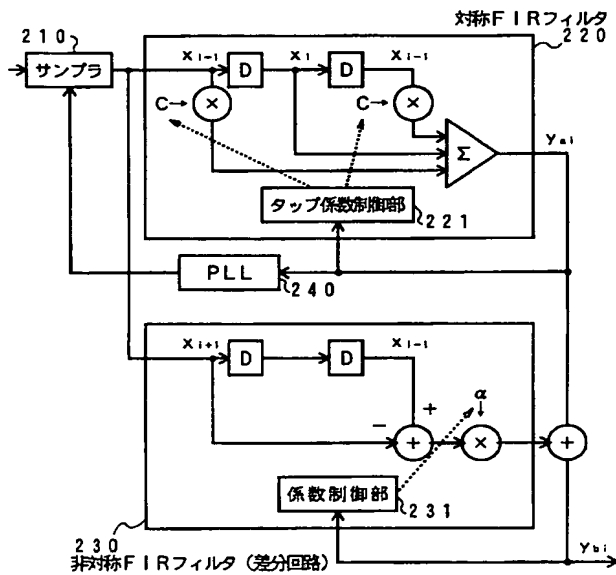 対称FIRフィルタ
220
210
サンプラ
X i-1
D
X i
D
X i-1
C→
×
C→
×
Σ
y ai
タップ係数制御部
221
PLL
240
X i+1
D
D
X i-1
α
↓
+
−
+
×
+
係数制御部
231
230
非対称FIRフィルタ(差分回路)
y bi